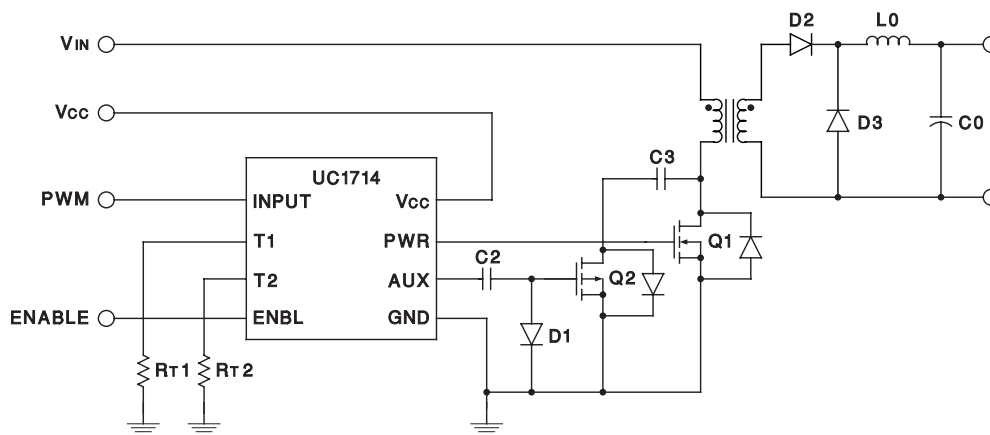 D2
L0
VIN
VCC
D3
C0
C3
UC1714
PWM
INPUT
VCC
T1
PWR
Q1
C2
T2
AUX
Q2
ENABLE
ENBL
GND
D1
RT1
RT2